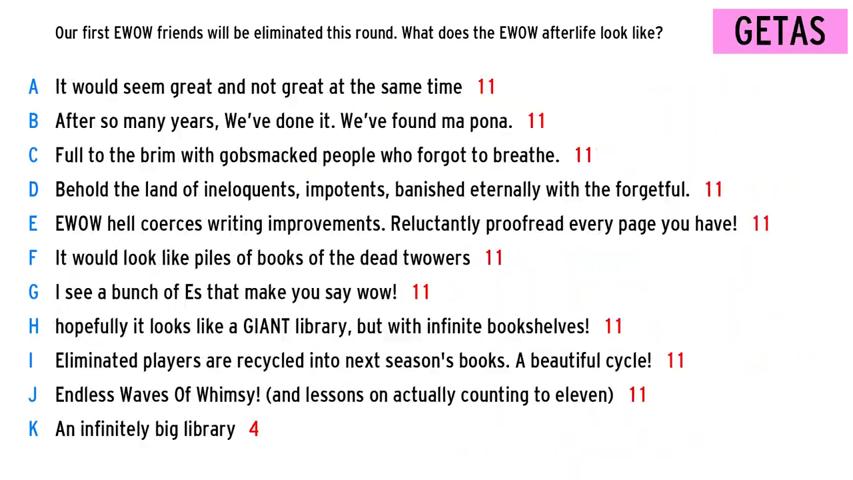 Our first EWOW friends will be eliminated this round. What does the EWOW afterlife look like?
GETAS
A It would seem great and not great at the same time 11
B After so many years, We've done it. We've found ma pona. 11
C Full to the brim with gobsmacked people who forgot to breathe. 11
D Behold the land of ineloquents, impotents, banished eternally with the forgetful. 11
E EWOW hell coerces writing improvements. Reluctantly proofread every page you have! 11
F It would look like piles of books of the dead twowers 11
G I see a bunch of Es that make you say wow! 11
H hopefully it looks like a GIANT library, but with infinite bookshelves! 11
I Eliminated players are recycled into next season's books. A beautiful cycle! 11
J Endless Waves Of Whimsy! (and lessons on actually counting to eleven) 11
K An infinitely big library 4